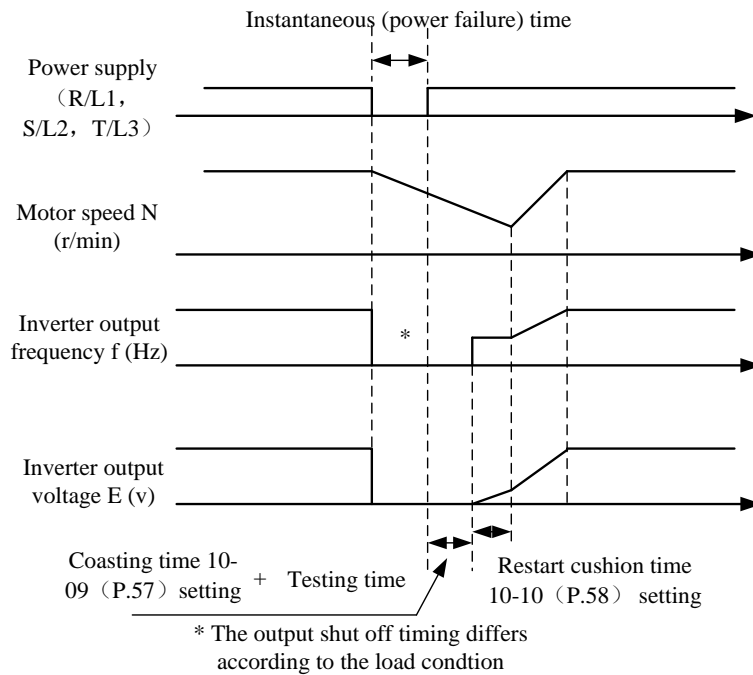 Instantaneous (power failure) time
Power supply
（R/L1，
S/L2，T/L3）
Motor speed N
(r/min)
Inverter output
frequency f (Hz)
*
Inverter output
voltage E (v)
Coasting time 10-
09（P.57）setting
+ Testing time
Restart cushion time
10-10（P.58） setting
* The output shut off timing differs
according to the load condtion